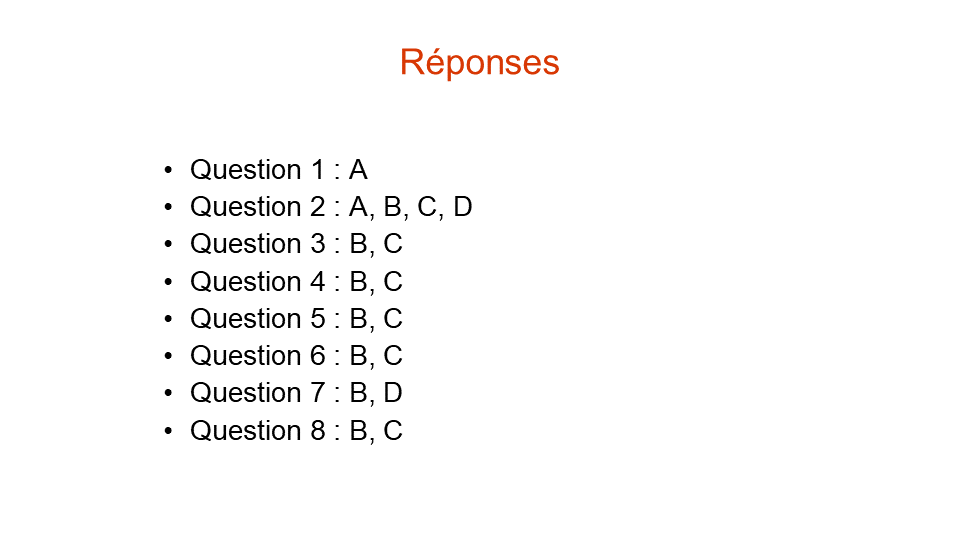 Réponses
• Question 1 : A
• Question 2 : A, B, C, D
• Question 3 : B, C
• Question 4 : B, C
• Question 5 : B, C
• Question 6 : B, C
• Question 7 : B, D
• Question 8 : B, C